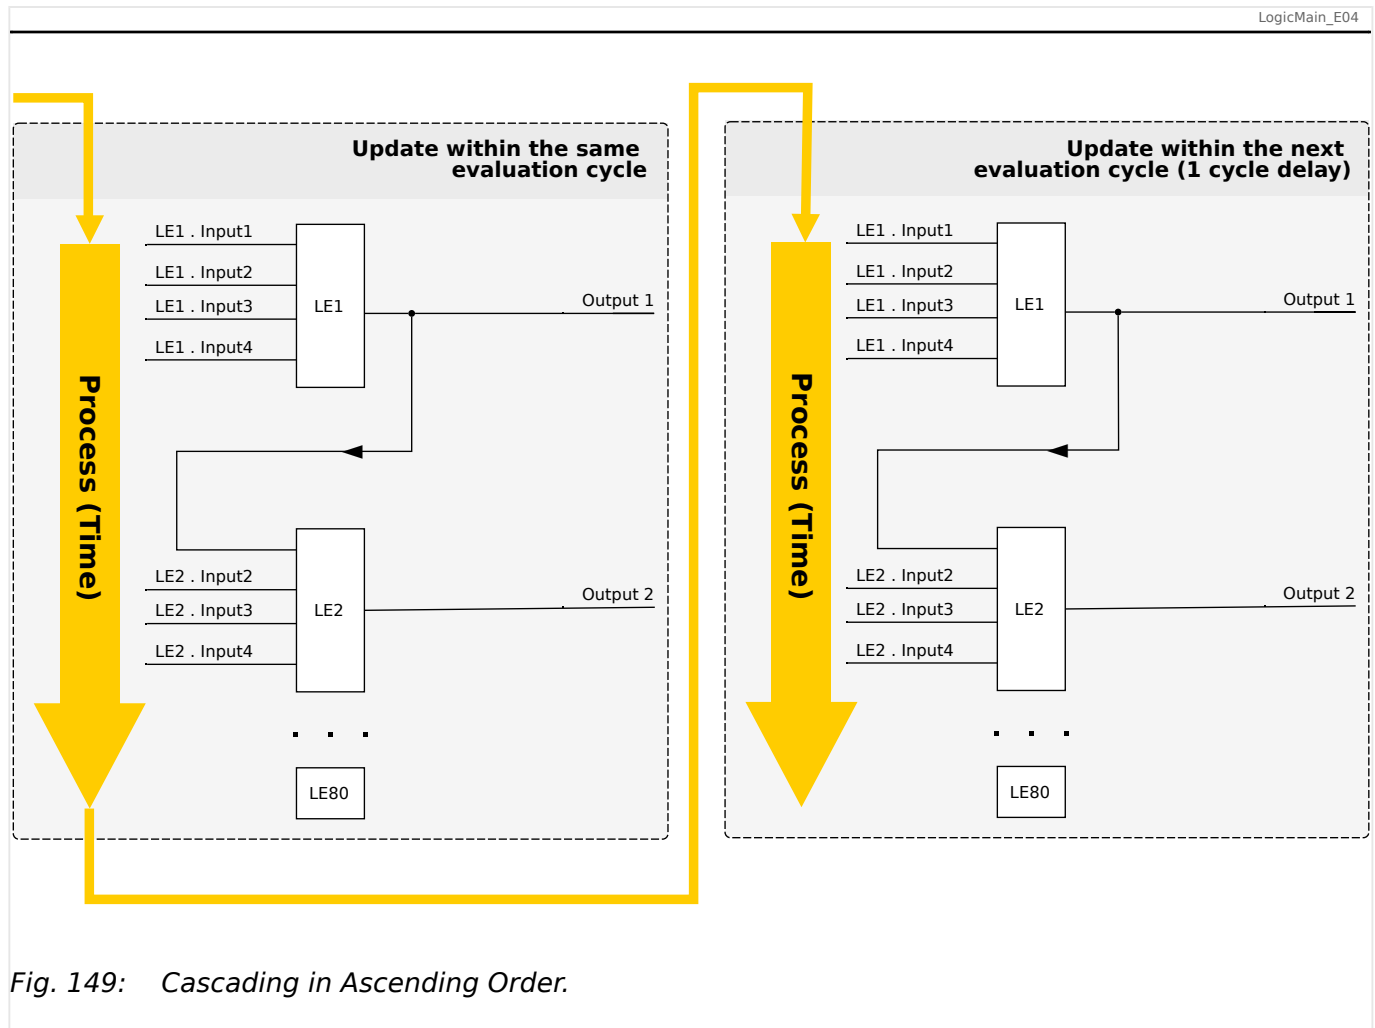 LogicMain_E04
Update within the same
evaluation cycle
LE1 . Input1
LE1 . Input2
LE1 . Input3
LE1 . Input4
LE1
Output 1
Process (Time)
LE2 . Input2
LE2 . Input3
LE2 . Input4
LE2
Output 2
. . .
LE80
Update within the next
evaluation cycle (1 cycle delay)
LE1 . Input1
LE1 . Input2
LE1 . Input3
LE1 . Input4
LE1
Output 1
Process (Time)
LE2 . Input2
LE2 . Input3
LE2 . Input4
LE2
Output 2
. . .
LE80
Fig. 149: Cascading in Ascending Order.